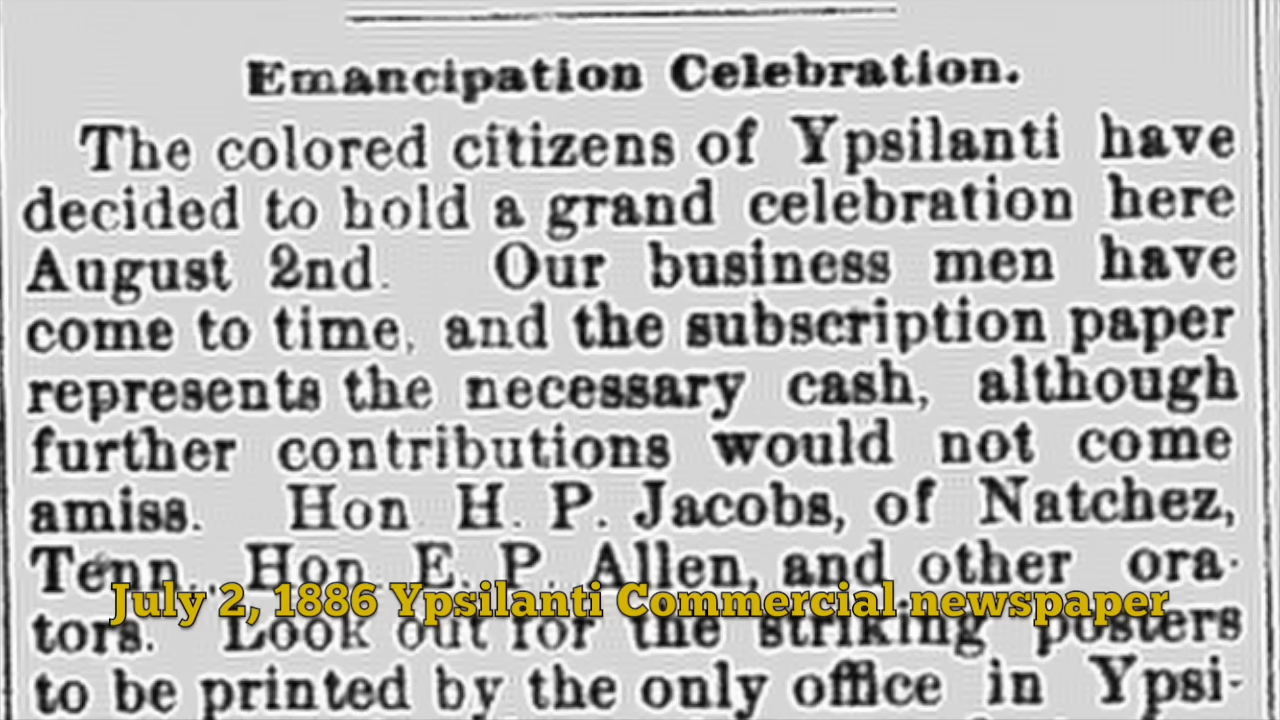 Emancipation Celebration.
The colored citizens of Ypsilanti have
decided to hold a grand celebration here
August 2nd. Our business men have
come to time, and the subscription paper
represents the necessary cash, although
further contributions would not come
amiss. Hon. H. P. Jacobs, of Natchez,
Tenn., Hon. E. P. Allen, and other ora-
July 2, 1886 Ypsilanti Commercial newspaper
tors. Look out for the striking posters
to be printed by the only office in Ypsi-